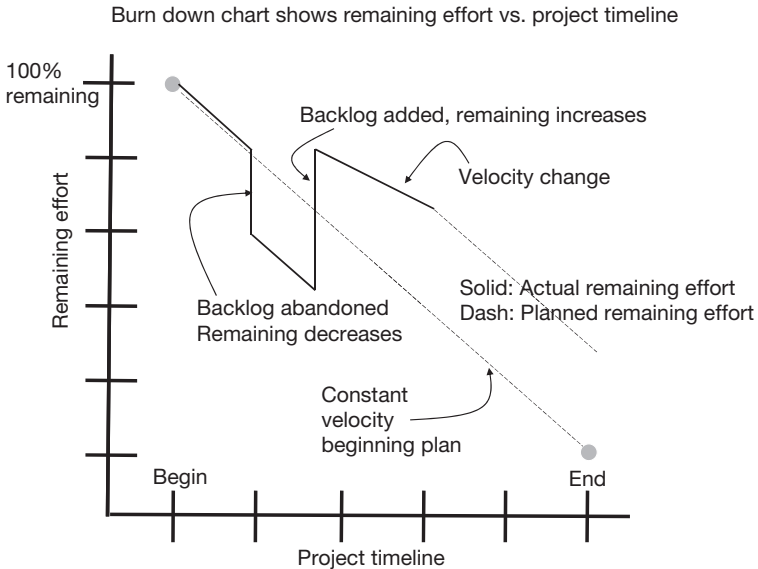 Burn down chart shows remaining effort vs. project timeline
100%
remaining
Backlog added, remaining increases
Velocity change
Remaining effort
Solid: Actual remaining effort
Dash: Planned remaining effort
Backlog abandoned
Remaining decreases
Constant
velocity
beginning plan
Begin
End
Project timeline